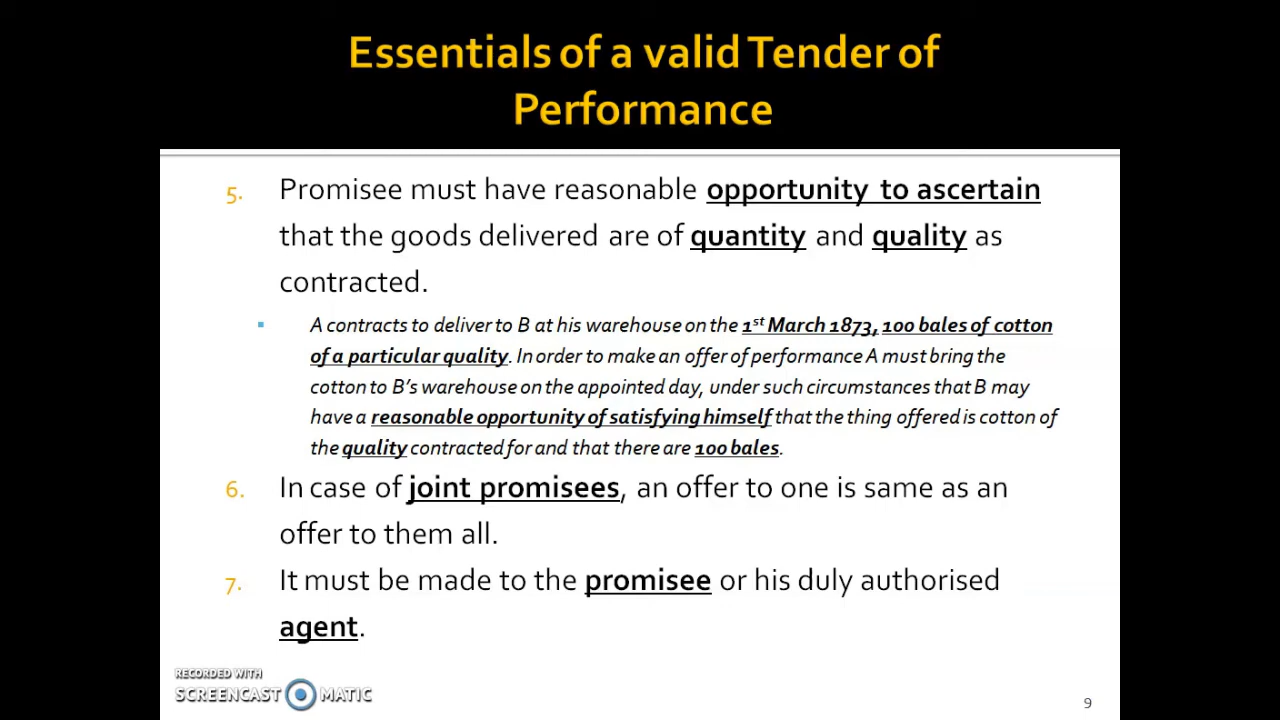 Essentials of a valid Tender of
Performance
5. Promisee must have reasonable opportunity to ascertain
that the goods delivered are of quantity and quality as
contracted.
▪ A contracts to deliver to B at his warehouse on the 1st March 1873, 100 bales of cotton
of a particular quality. In order to make an offer of performance A must bring the
cotton to B's warehouse on the appointed day, under such circumstances that B may
have a reasonable opportunity of satisfying himself that the thing offered is cotton of
the quality contracted for and that there are 100 bales.
6. In case of joint promisees, an offer to one is same as an
offer to them all.
7. It must be made to the promisee or his duly authorised
agent.
RECORDED WITH
SCREENCAST MATIC
9